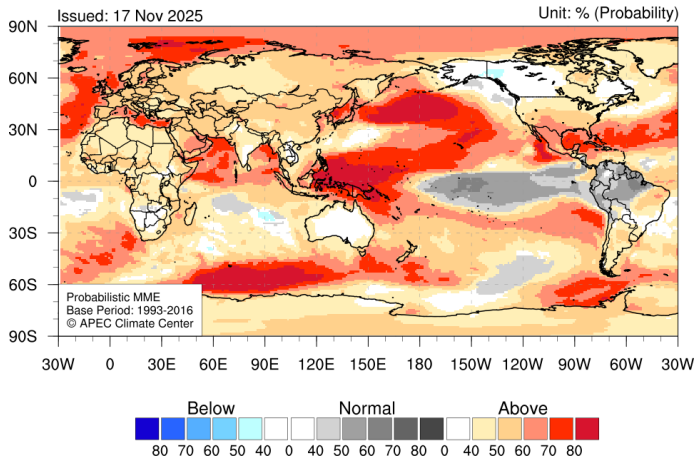 Issued: 17 Nov 2025
Unit: % (Probability)
90N
60N
30N
0
30S
60S
90S
Probabilistic MME
Base Period: 1993-2016
© APEC Climate Center
30W 0 30E 60E 90E 120E 150E 180 150W 120W 90W 60W 30W
Below Normal Above
80 70 60 50 40 0 40 50 60 70 80 0 40 50 60 70 80